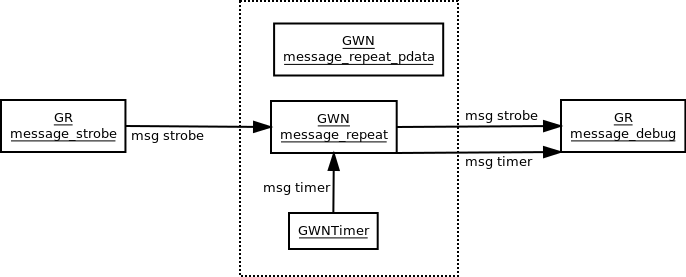 GWN
message_repeat_pdata
GR
message_strobe
msg strobe
GWN
message_repeat
msg strobe
msg timer
GR
message_debug
msg timer
GWNTimer